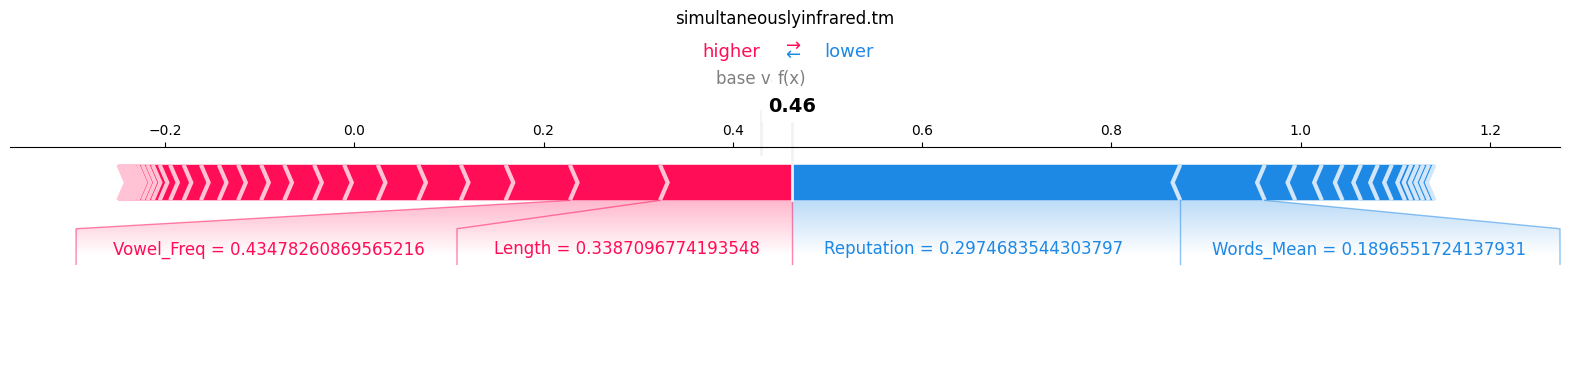 simultaneouslyinfrared.tm
higher ⇄ lower
base v f(x)
0.46
−0.2 0.0 0.2 0.4 0.6 0.8 1.0 1.2
Vowel_Freq = 0.43478260869565216 Length = 0.3387096774193548 Reputation = 0.2974683544303797 Words_Mean = 0.1896551724137931